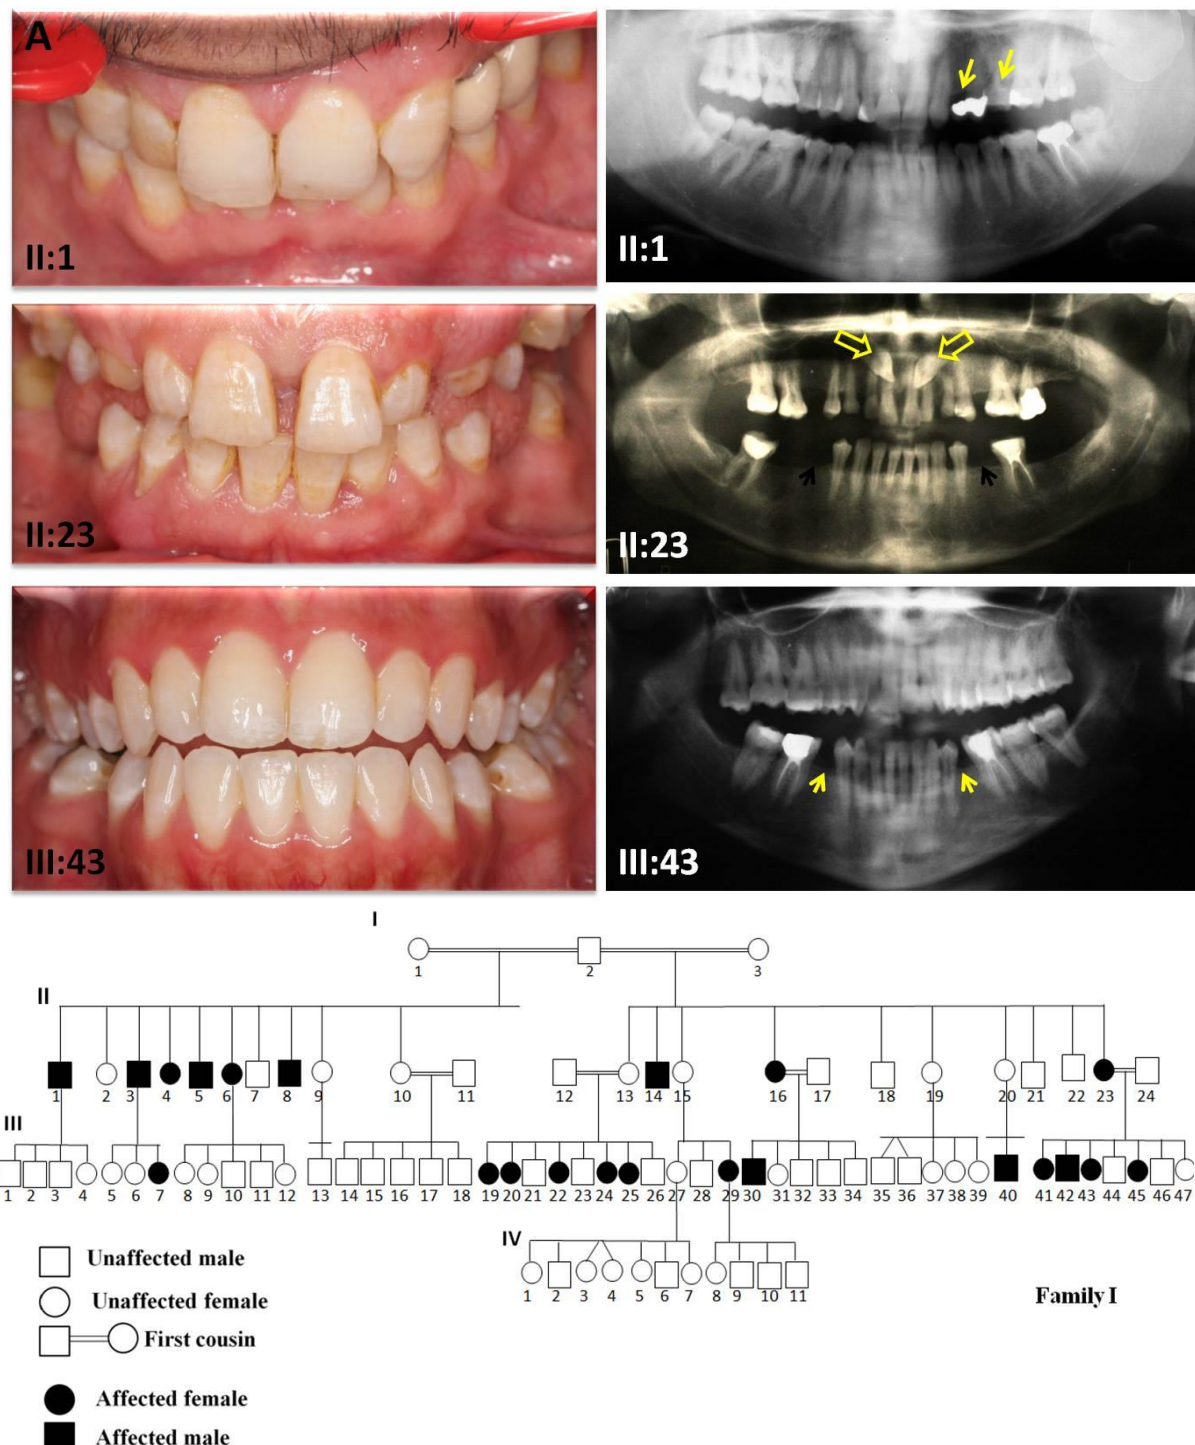 A
II:1
II:1
II:23
II:23
III:43
III:43
I
1 2 3
II
1 2 3 4 5 6 7 8 9 10 11 12 13 14 15 16 17 18 19 20 21 22 23 24
III
1 2 3 4 5 6 7 8 9 10 11 12 13 14 15 16 17 18 19 20 21 22 23 24 25 26 27 28 29 30 31 32 33 34 35 36 37 38 39 40 41 42 43 44 45 46 47
IV
1 2 3 4 5 6 7 8 9 10 11
Unaffected male
Unaffected female
Family I
First cousin
Affected female
Affected male